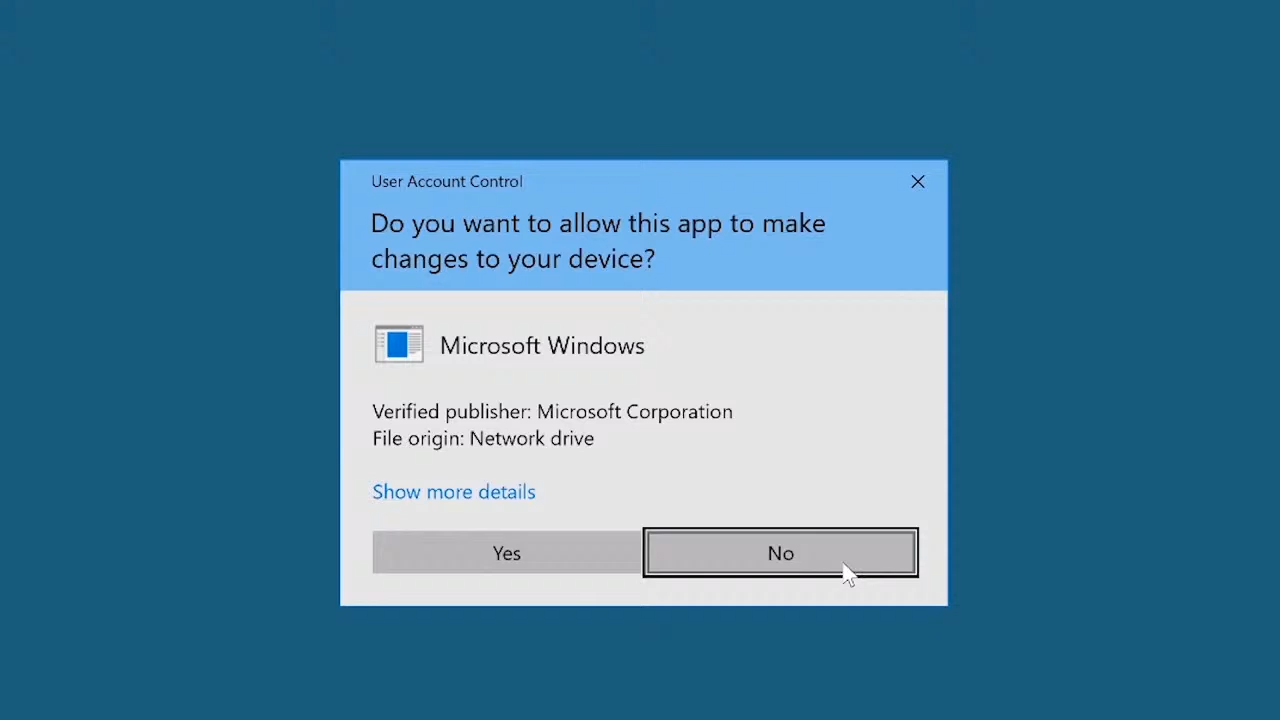 User Account Control
Do you want to allow this app to make
changes to your device?
Microsoft Windows
Verified publisher: Microsoft Corporation
File origin: Network drive
Show more details
Yes
No